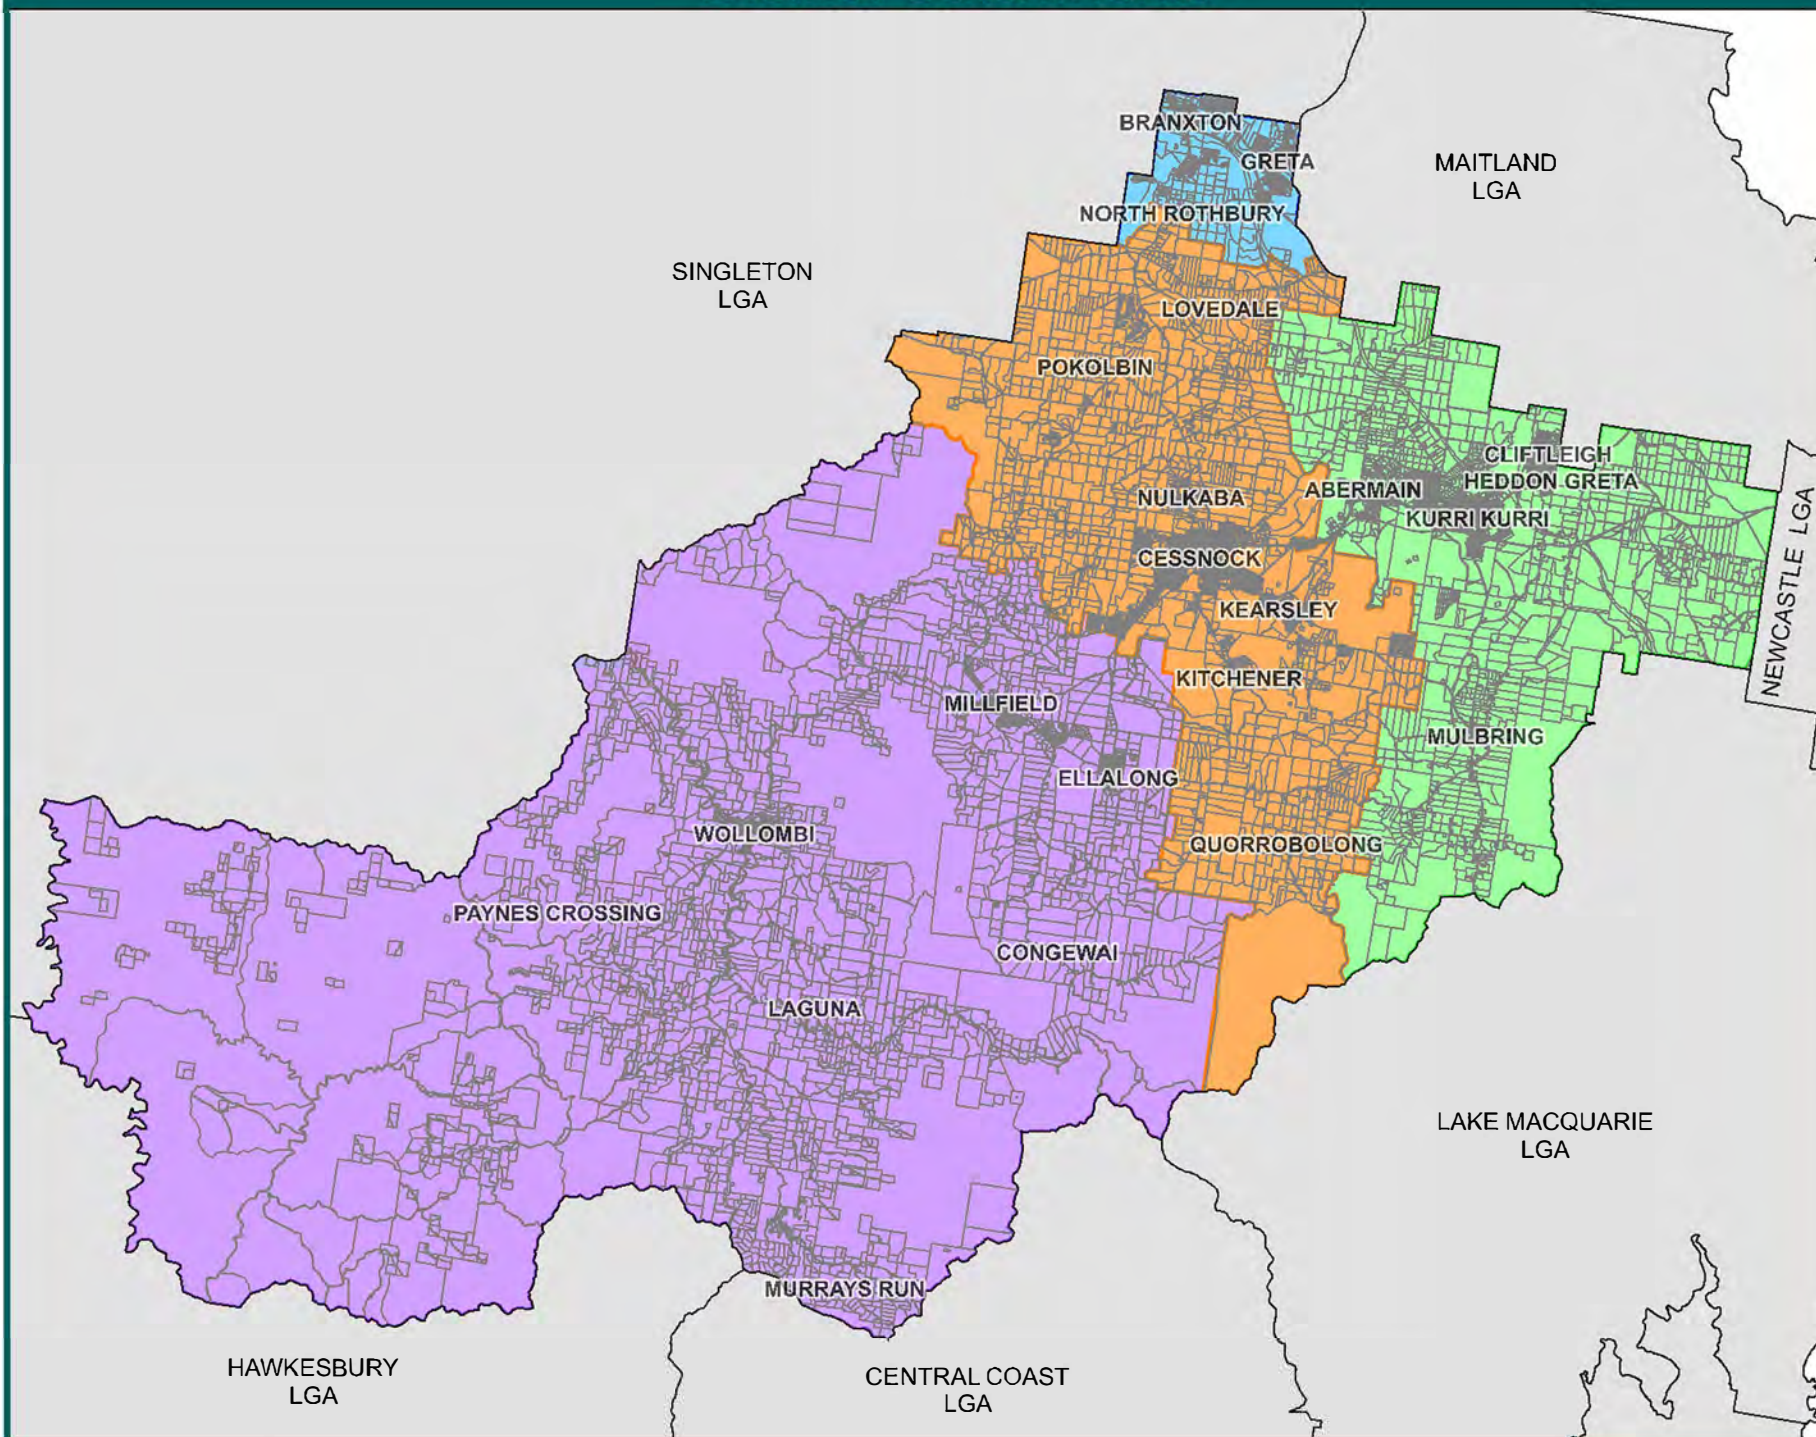 BRANXTON
GRETA
MAITLAND
LGA
NORTH ROTHBURY
SINGLETON
LGA
LOVEDALE
POKOLBIN
CLIFTLEIGH
HEDDON GRETA
ABERMAIN
NULKABA
KURRI KURRI
NEWCASTLE LGA
CESSNOCK
KEARSLEY
KITCHENER
MILLFIELD
MULBRING
ELLALONG
WOLLOMBI
QUORROBOLONG
PAYNES CROSSING
CONGEWAI
LAGUNA
LAKE MACQUARIE
LGA
MURRAYS RUN
HAWKESBURY
LGA
CENTRAL COAST
LGA